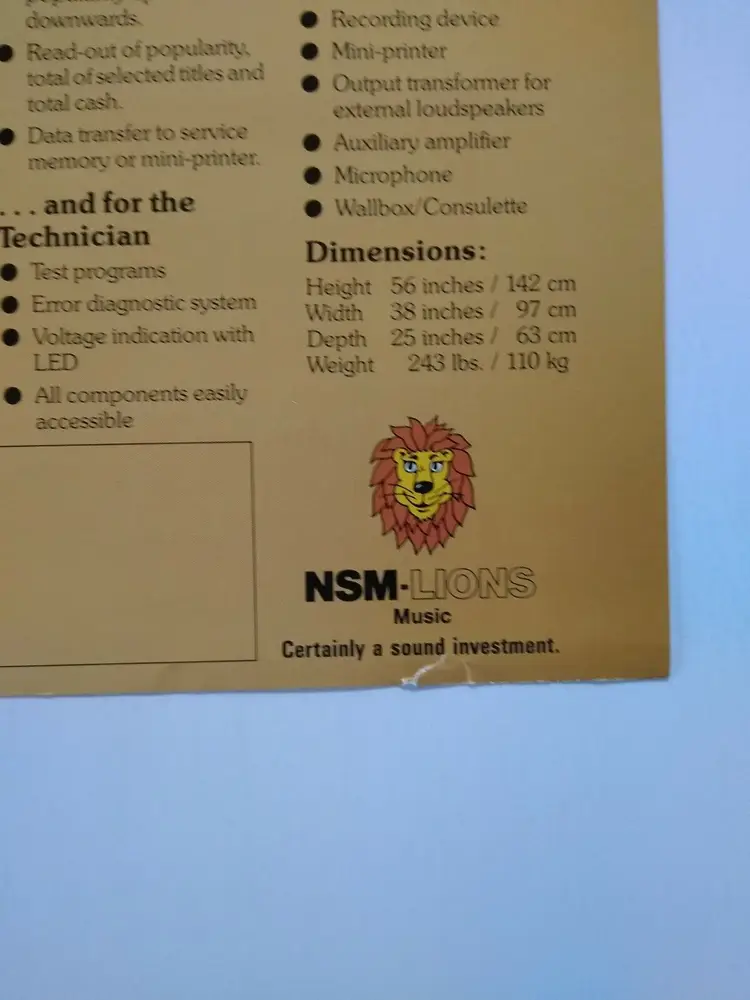 downwards.
● Read-out of popularity,
total of selected titles and
total cash.
● Data transfer to service
memory or mini-printer.
. . . and for the
Technician
● Test programs
● Error diagnostic system
● Voltage indication with
LED
● All components easily
accessible
● Recording device
● Mini-printer
● Output transformer for
external loudspeakers
● Auxiliary amplifier
● Microphone
● Wallbox/Consulette
Dimensions:
Height 56 inches / 142 cm
Width 38 inches / 97 cm
Depth 25 inches / 63 cm
Weight 243 lbs. / 110 kg
NSM-LIONS
Music
Certainly a sound investment.